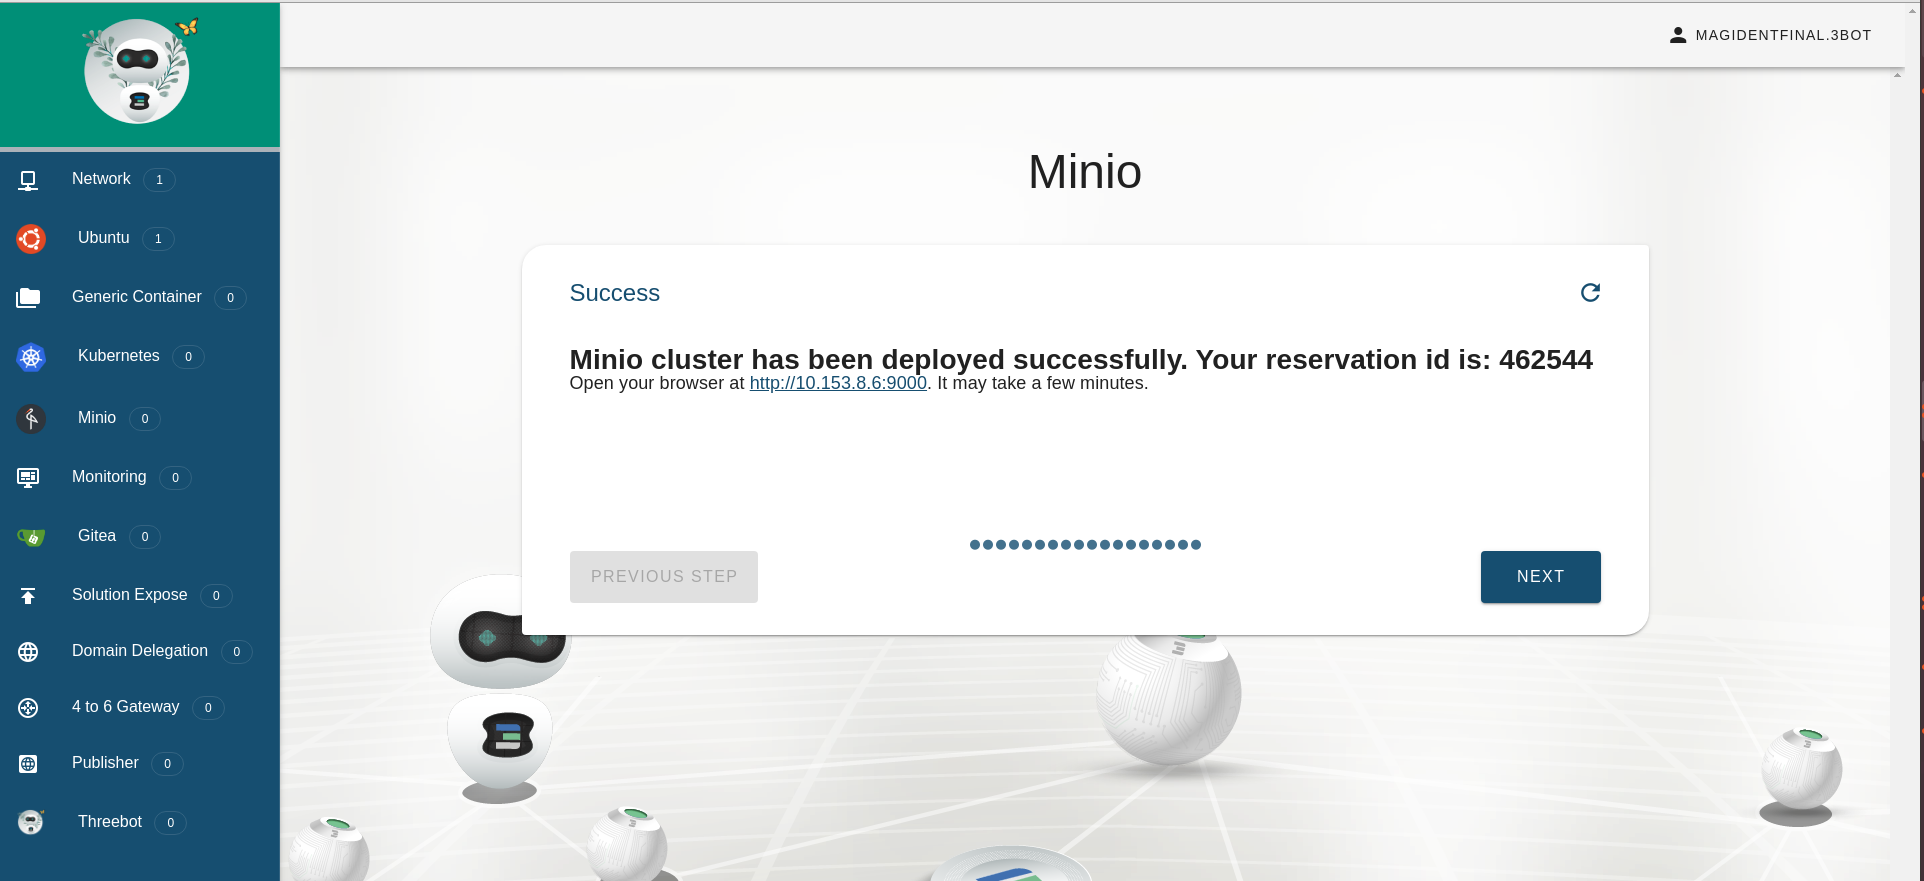 MAGIDENTFINAL.3BOT
Network 1
Ubuntu 1
Generic Container 0
Kubernetes 0
Minio 0
Monitoring 0
Gitea 0
Solution Expose 0
Domain Delegation 0
4 to 6 Gateway 0
Publisher 0
Threebot 0
Minio
Success
Minio cluster has been deployed successfully. Your reservation id is: 462544
Open your browser at http://10.153.8.6:9000. It may take a few minutes.
PREVIOUS STEP
NEXT